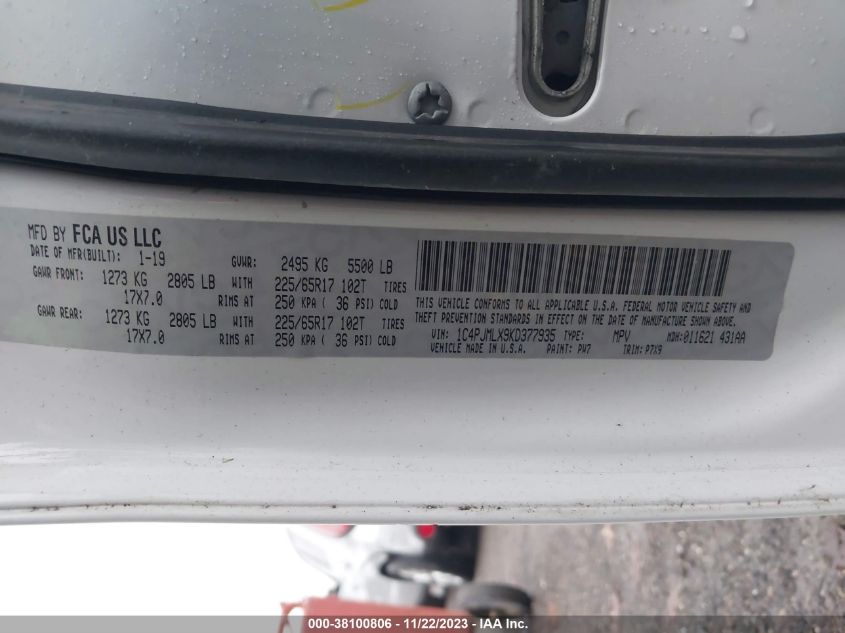 MFD BY FCA US LLC
DATE OF MFR(BUILT): 1-19 GVWR: 2495 KG 5500 LB
GAWR FRONT: 1273 KG 2805 LB WITH 225/65R17 102T TIRES
17X7.0 RIMS AT 250 KPA ( 36 PSI) COLD
GAWR REAR: 1273 KG 2805 LB WITH 225/65R17 102T TIRES
17X7.0 RIMS AT 250 KPA ( 36 PSI) COLD
THIS VEHICLE CONFORMS TO ALL APPLICABLE U.S.A. FEDERAL MOTOR VEHICLE SAFETY AND
THEFT PREVENTION STANDARDS IN EFFECT ON THE DATE OF MANUFACTURE SHOWN ABOVE.
VIN: 1C4PJMLX9KD377935 TYPE: MPV MDH:011621 431AA
VEHICLE MADE IN U.S.A. PAINT: PW7 TRIM: P7X9
000-38100806 - 11/22/2023 - IAA Inc.